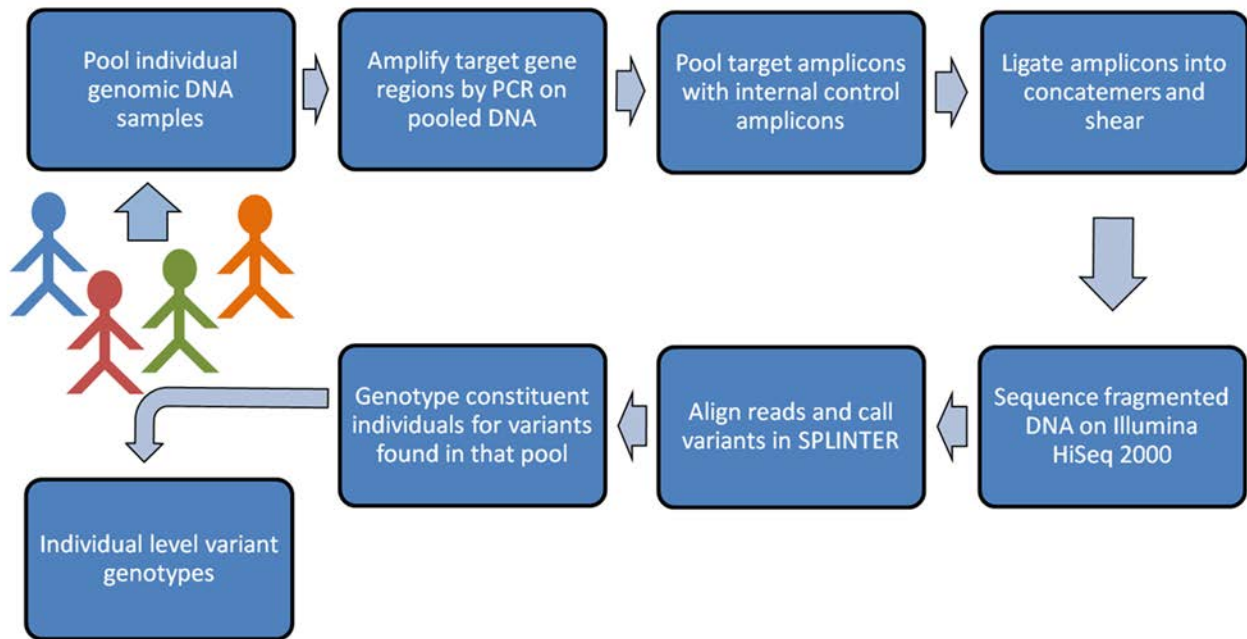 Pool individual
genomic DNA
samples
Amplify target gene
regions by PCR on
pooled DNA
Pool target amplicons
with internal control
amplicons
Ligate amplicons into
concatemers and
shear
Sequence fragmented
DNA on Illumina
HiSeq 2000
Align reads and call
variants in SPLINTER
Genotype constituent
individuals for variants
found in that pool
Individual level variant
genotypes